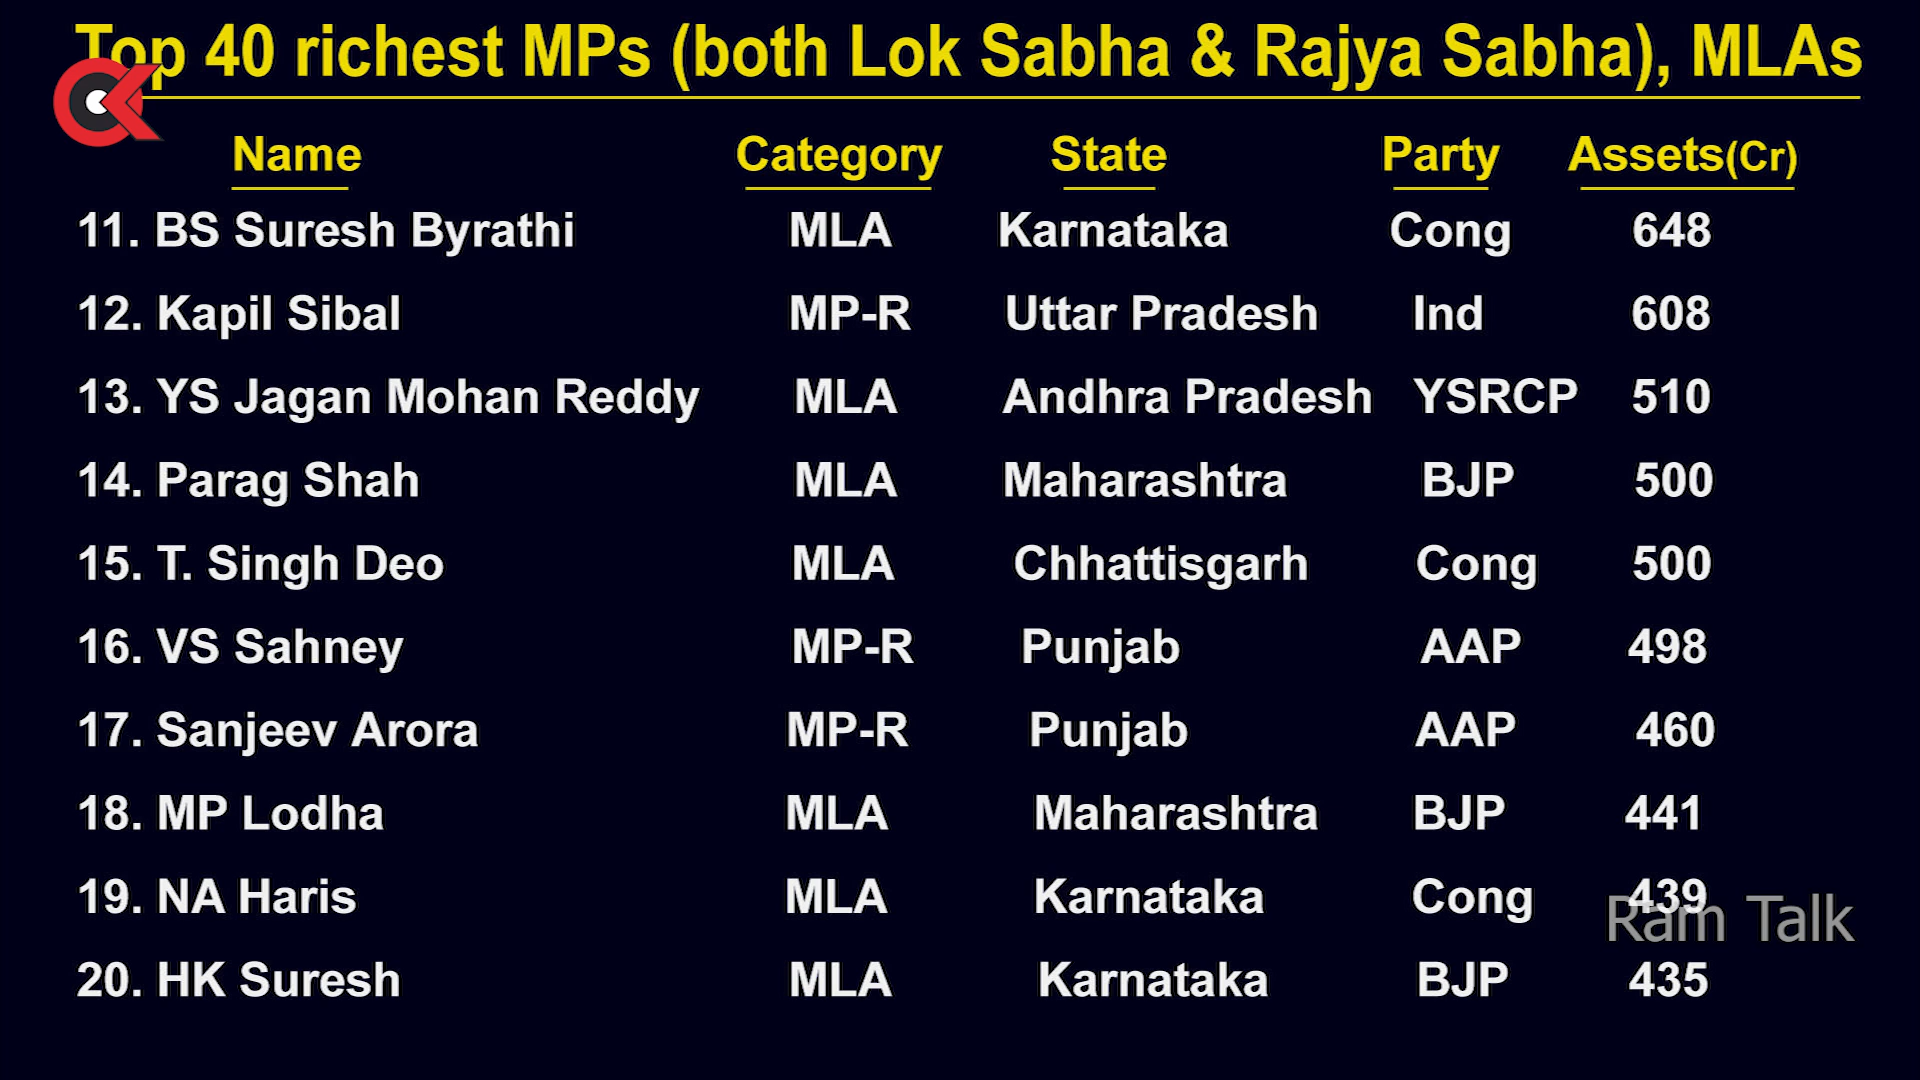 Top 40 richest MPs (both Lok Sabha & Rajya Sabha), MLAs
Name Category State Party Assets(Cr)
11. BS Suresh Byrathi MLA Karnataka Cong 648
12. Kapil Sibal MP-R Uttar Pradesh Ind 608
13. YS Jagan Mohan Reddy MLA Andhra Pradesh YSRCP 510
14. Parag Shah MLA Maharashtra BJP 500
15. T. Singh Deo MLA Chhattisgarh Cong 500
16. VS Sahney MP-R Punjab AAP 498
17. Sanjeev Arora MP-R Punjab AAP 460
18. MP Lodha MLA Maharashtra BJP 441
19. NA Haris MLA Karnataka Cong 439
Ram Talk
20. HK Suresh MLA Karnataka BJP 435